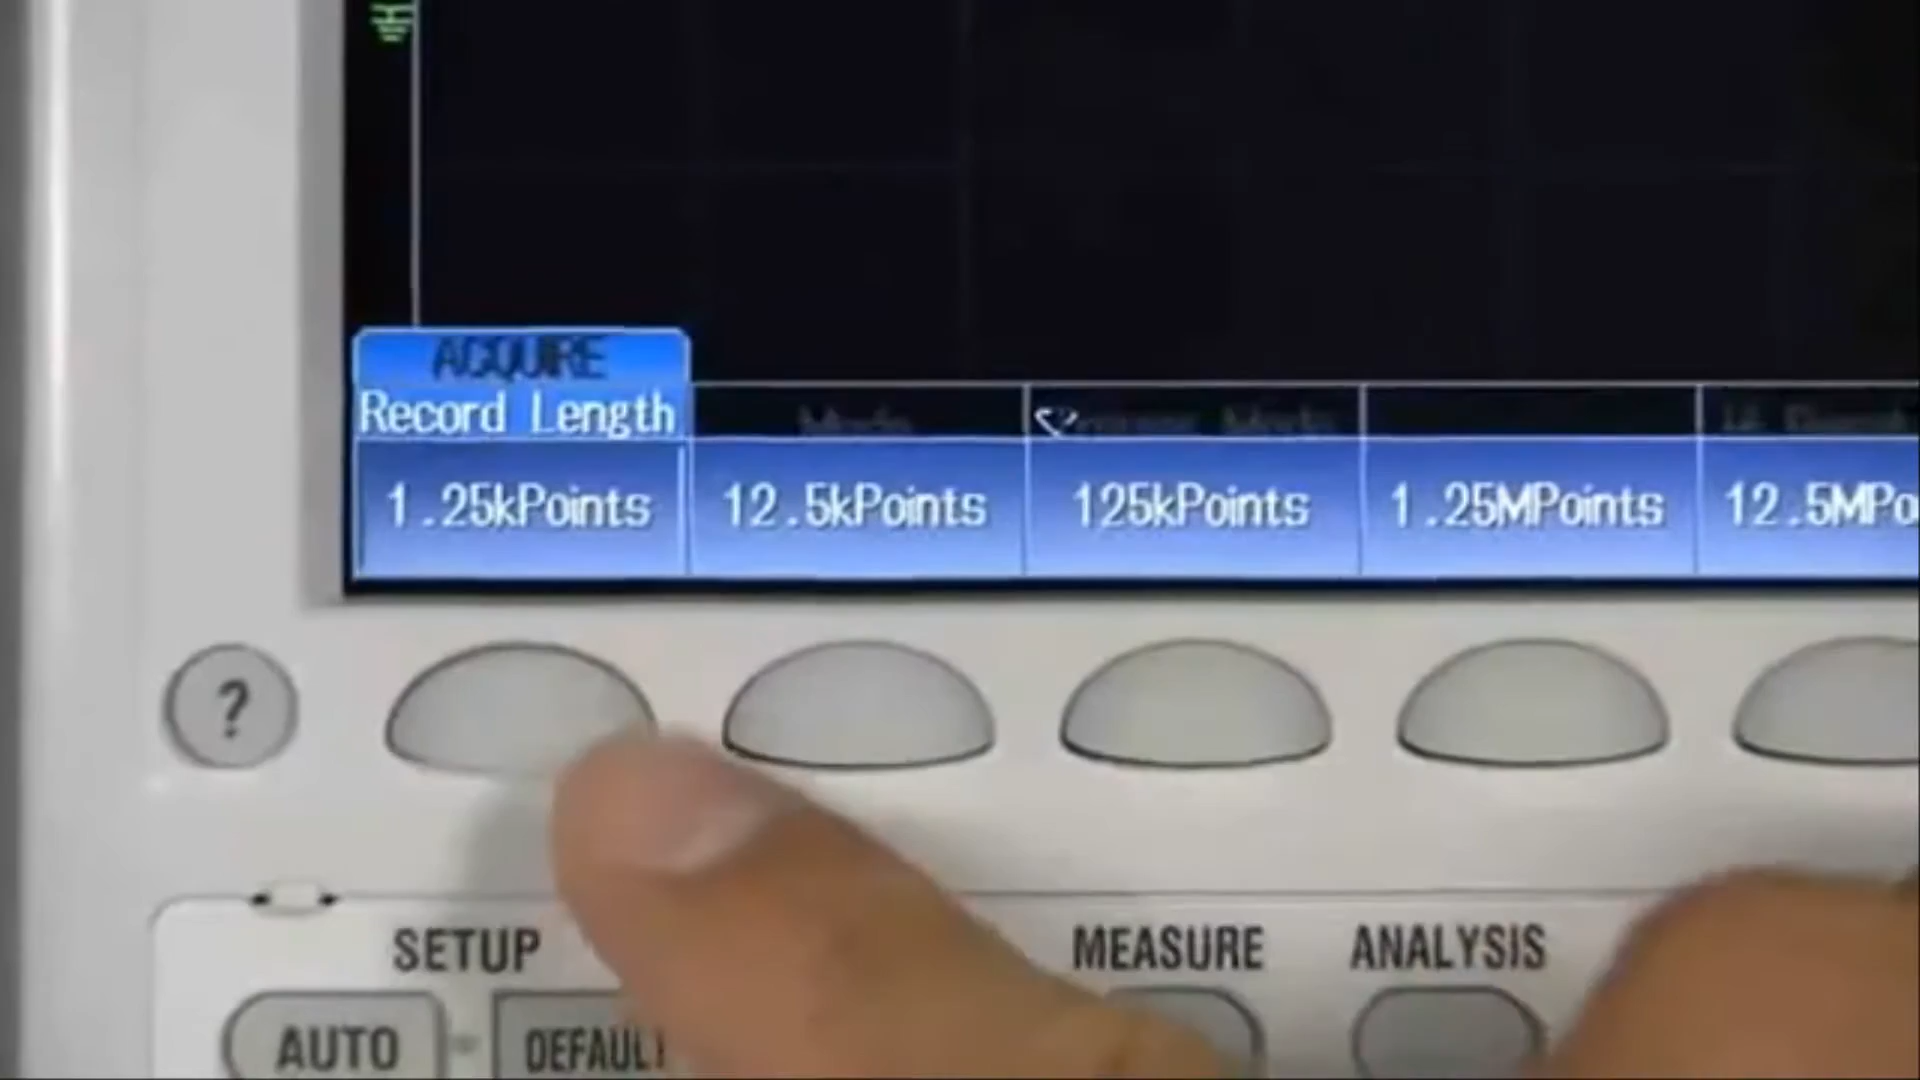 ACQUIRE
Record Length
1.25kPoints 12.5kPoints 125kPoints 1.25MPoints 12.5MPo
?
SETUP MEASURE ANALYSIS
AUTO DEFAULT